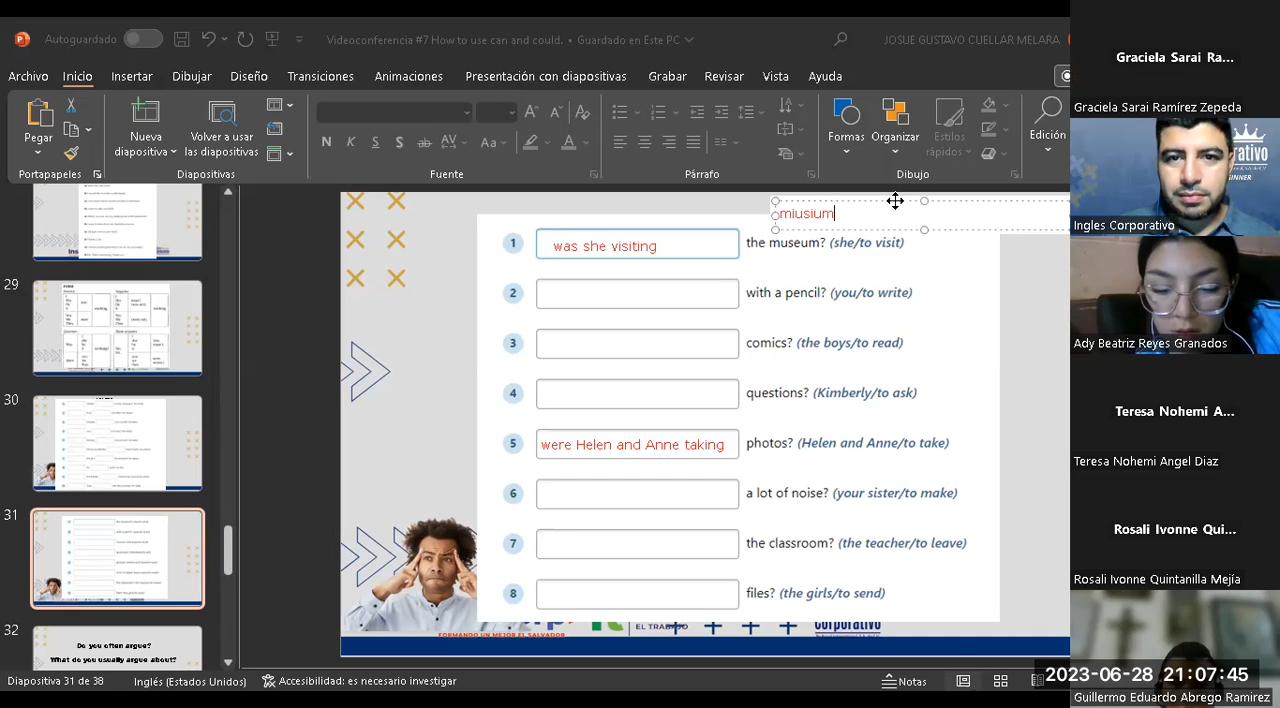 Autoguardado
Videoconferencia #7 How to use can and could. • Guardado en Este PC
JOSUE GUSTAVO CUELLAR MELARA
Archivo Inicio Insertar Dibujar Diseño Transiciones Animaciones Presentación con diapositivas Grabar Revisar Vista Ayuda
Pegar
Nueva diapositiva
Volver a usar las diapositivas
N K S S ab AV Aa A
Formas
Organizar
Estilos rápidos
Edición
Portapapeles
Diapositivas
Fuente
Párrafo
Dibujo
29
30
31
32
Do you often argue?
What do you usually argue about?
miusium
1 was she visiting the museum? (she/to visit)
2 with a pencil? (you/to write)
3 comics? (the boys/to read)
4 questions? (Kimberly/to ask)
5 were Helen and Anne taking photos? (Helen and Anne/to take)
6 a lot of noise? (your sister/to make)
7 the classroom? (the teacher/to leave)
8 files? (the girls/to send)
FORMANDO UN MEJOR EL SALVADOR
EL TRABAJO
corporativo
Diapositiva 31 de 38
Inglés (Estados Unidos)
Accesibilidad: es necesario investigar
Notas
Graciela Sarai Ra...
Graciela Sarai Ramírez Zepeda
Ingles Corporativo
Ady Beatriz Reyes Granados
Teresa Nohemi A...
Teresa Nohemi Angel Diaz
Rosali Ivonne Qui...
Rosali Ivonne Quintanilla Mejía
2023-06-28 21:07:45
Guillermo Eduardo Abrego Ramirez